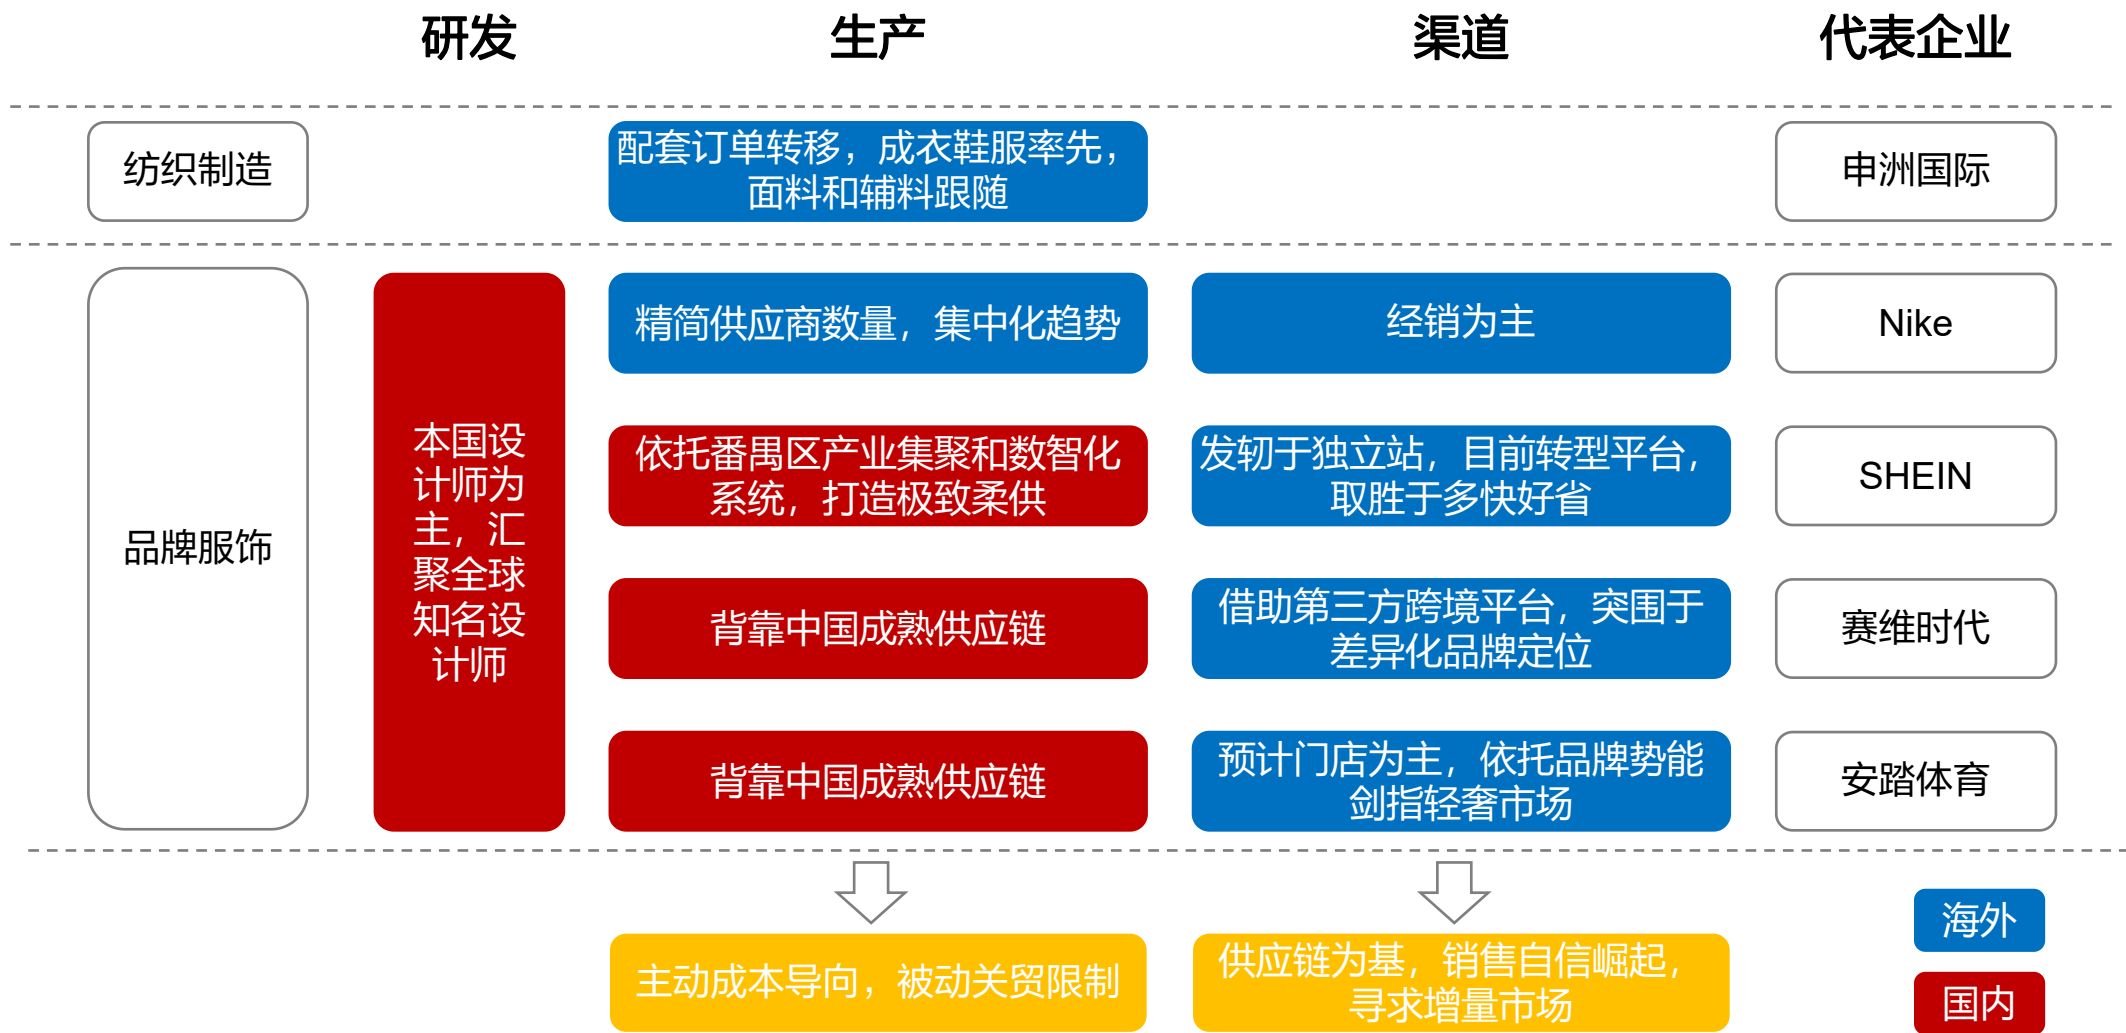 研发
生产
渠道
代表企业
纺织制造
配套订单转移，成衣鞋服率先，
面料和辅料跟随
申洲国际
品牌服饰
本国设
计师为
主，汇
聚全球
知名设
计师
精简供应商数量，集中化趋势
经销为主
Nike
依托番禺区产业集聚和数智化
系统，打造极致柔供
发轫于独立站，目前转型平台，
取胜于多快好省
SHEIN
背靠中国成熟供应链
借助第三方跨境平台，突围于
差异化品牌定位
赛维时代
背靠中国成熟供应链
预计门店为主，依托品牌势能
剑指轻奢市场
安踏体育
主动成本导向，被动关贸限制
供应链为基，销售自信崛起，
寻求增量市场
海外
国内